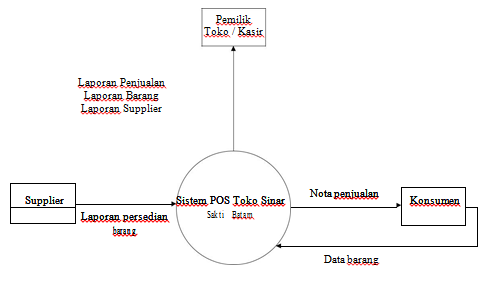 Pemilik
Toko / Kasir
Laporan Penjualan
Laporan Barang
Laporan Supplier
Supplier
Laporan persedian
barang
Sistem POS Toko Sinar
Sakti Batam
Nota penjualan
Konsumen
Data barang